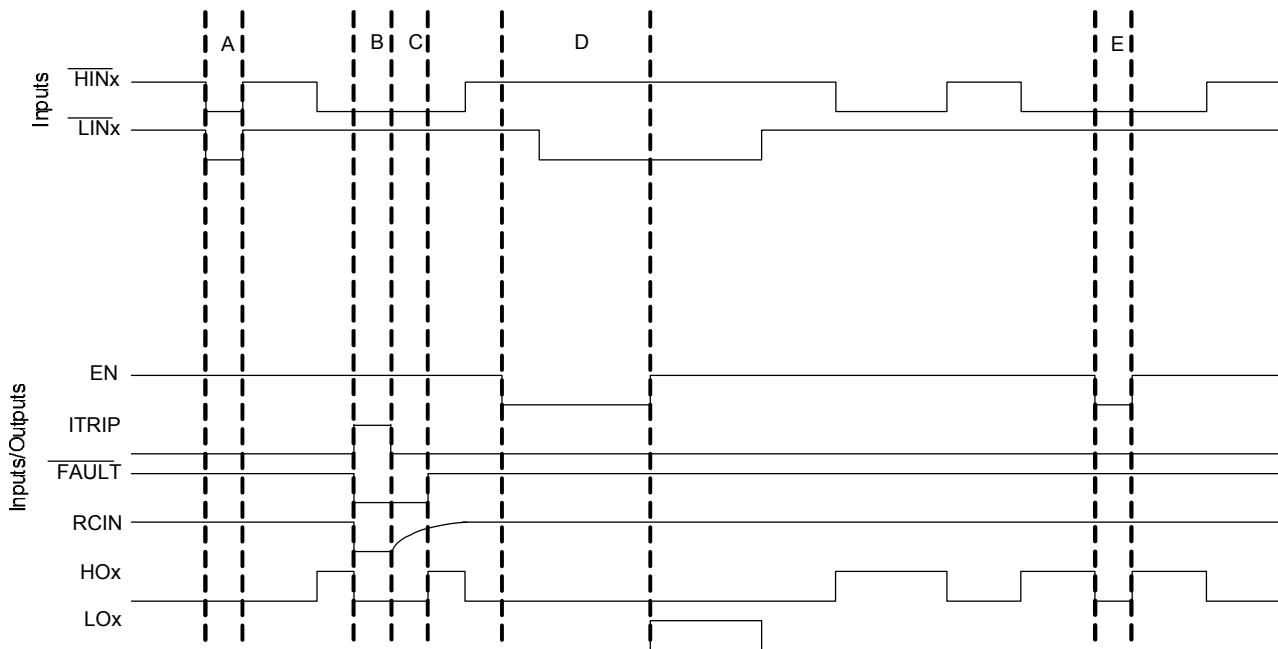 A
B
C
D
E
Inputs
HINx
LINx
Inputs/Outputs
EN
ITRIP
FAULT
RCIN
HOx
LOx